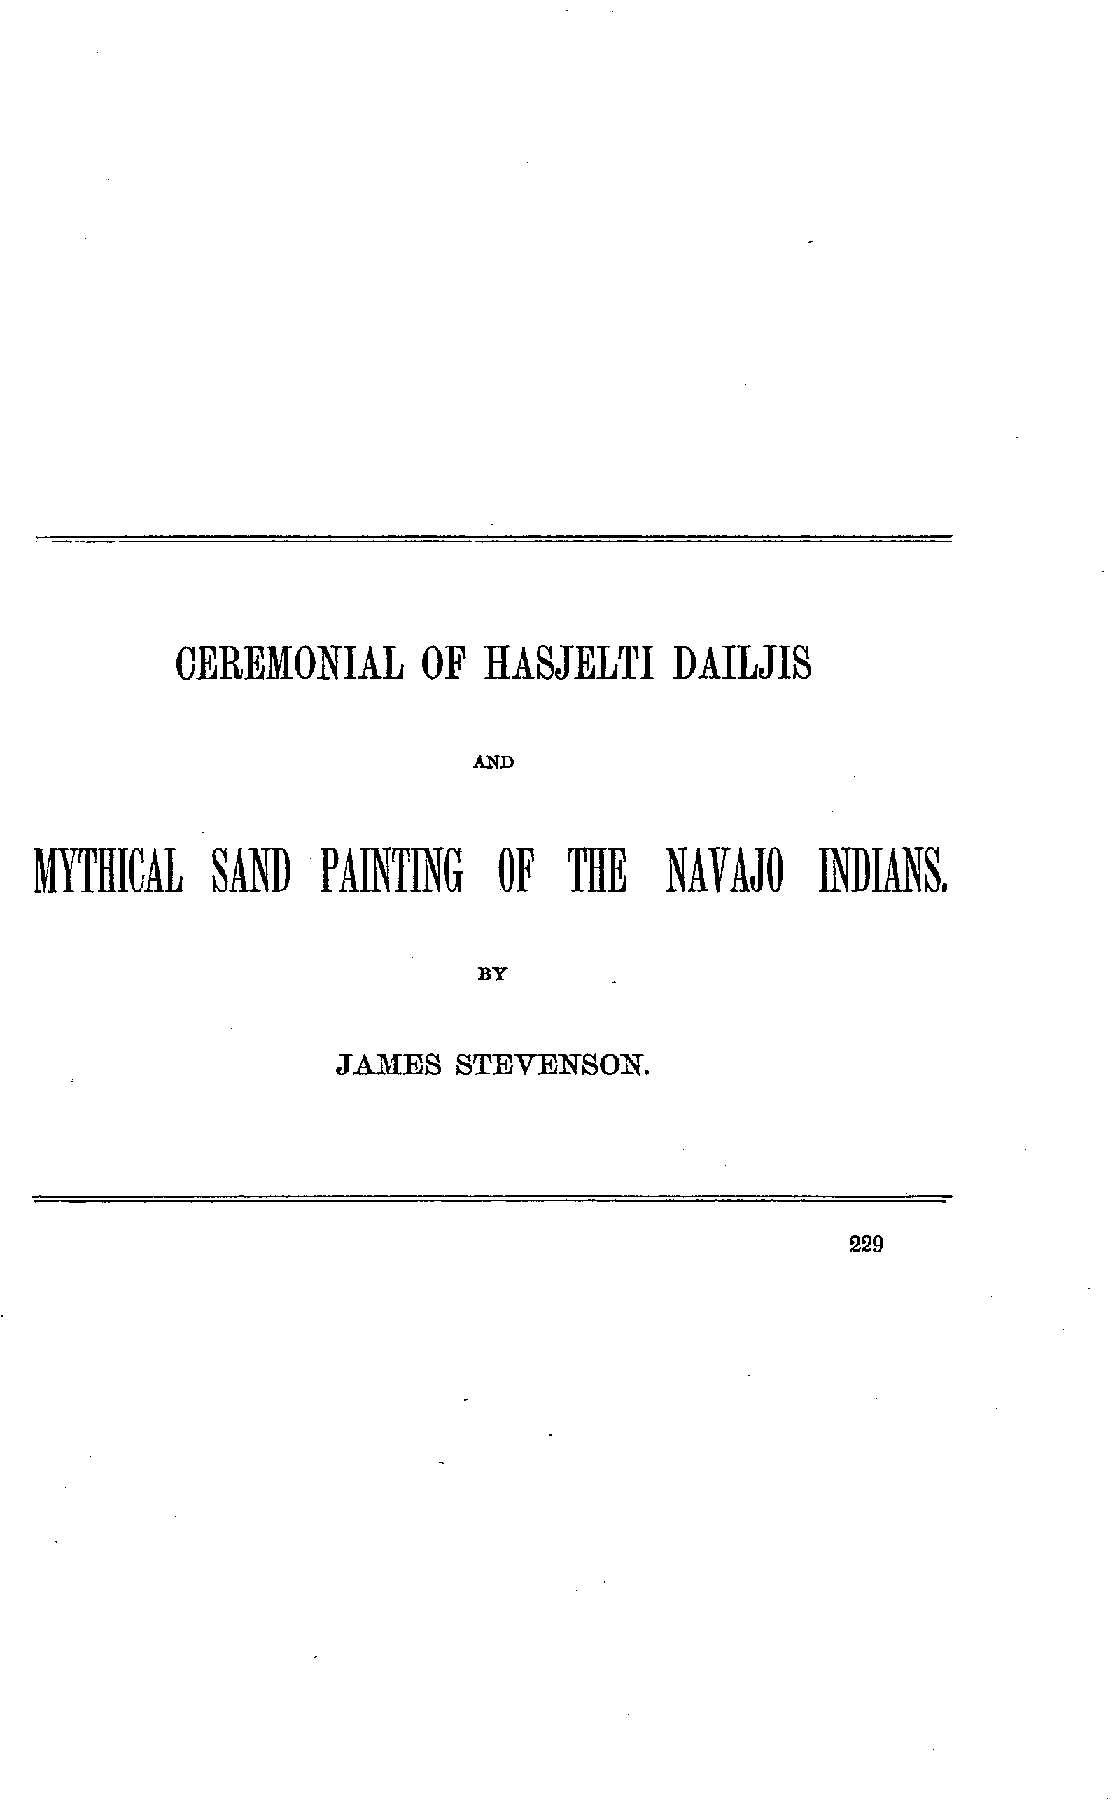 CEREMONIAL OF HASJELTI DAILJIS
AND
MYTHICAL SAND PAINTING OF THE NAVAJO INDIANS.
BY
JAMES STEVENSON.
229